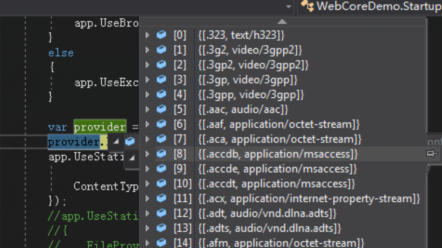 WebCoreDemo.Startup
app.UseBro
}
else
{
app.UseExc
}
var provider =
provider.
app.UseStati
ContentType
});
//app.UseStati
//{
// FileProv
[0] {[.323, text/h323]}
[1] {[.3g2, video/3gpp2]}
[2] {[.3gp2, video/3gpp2]}
[3] {[.3gp, video/3gpp]}
[4] {[.3gpp, video/3gpp]}
[5] {[.aac, audio/aac]}
[6] {[.aaf, application/octet-stream]}
[7] {[.aca, application/octet-stream]}
[8] {[.accdb, application/msaccess]}
[9] {[.accde, application/msaccess]}
[10] {[.accdt, application/msaccess]}
[11] {[.acx, application/internet-property-stream]}
[12] {[.adt, audio/vnd.dlna.adts]}
[13] {[.adts, audio/vnd.dlna.adts]}
[14] {[.afm, application/octet-stream]}